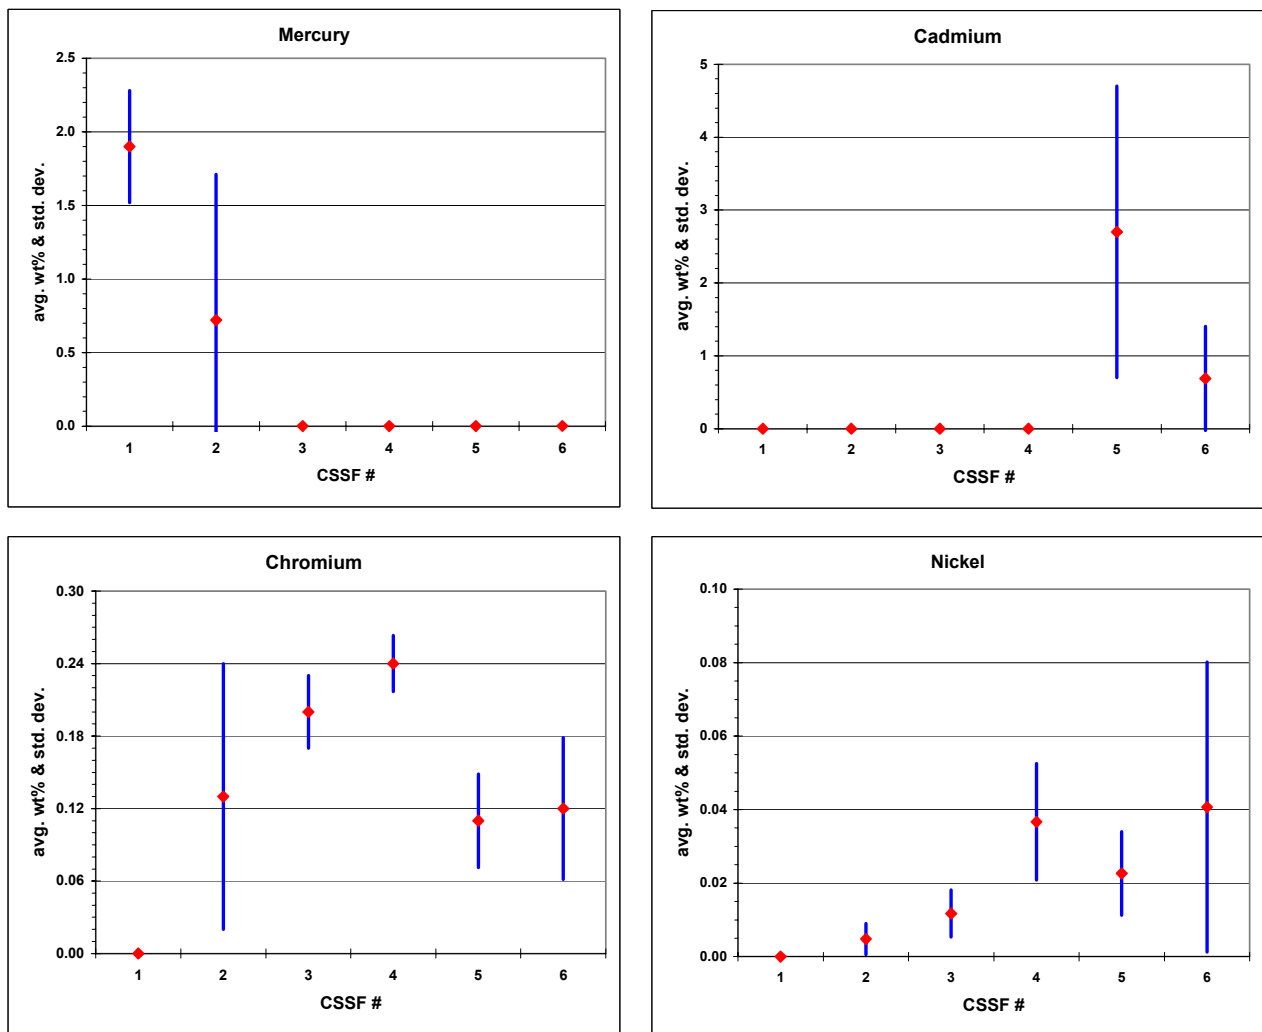 Mercury
avg. wt% & std. dev.
2.5
2.0
1.5
1.0
0.5
0.0
1 2 3 4 5 6
CSSF #
Cadmium
avg. wt% & std. dev.
5
4
3
2
1
0
1 2 3 4 5 6
CSSF #
Chromium
avg. wt% & std. dev.
0.30
0.24
0.18
0.12
0.06
0.00
1 2 3 4 5 6
CSSF #
Nickel
avg. wt% & std. dev.
0.10
0.08
0.06
0.04
0.02
0.00
1 2 3 4 5 6
CSSF #